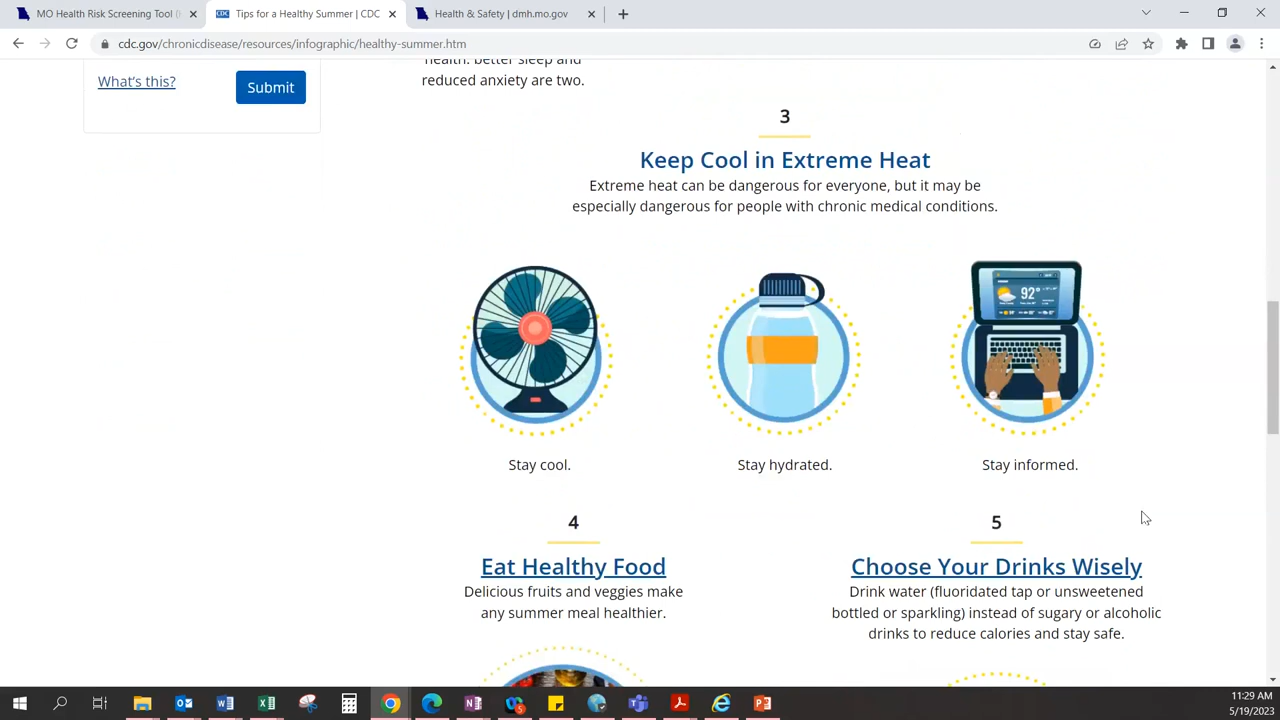 MO Health Risk Screening Tool (
Tips for a Healthy Summer | CDC
Health & Safety | dmh.mo.gov
cdc.gov/chronicdisease/resources/infographic/healthy-summer.htm
What's this?
Submit
health: better sleep and
reduced anxiety are two.
3
Keep Cool in Extreme Heat
Extreme heat can be dangerous for everyone, but it may be
especially dangerous for people with chronic medical conditions.
92°
Stay cool.
Stay hydrated.
Stay informed.
4
Eat Healthy Food
Delicious fruits and veggies make
any summer meal healthier.
5
Choose Your Drinks Wisely
Drink water (fluoridated tap or unsweetened
bottled or sparkling) instead of sugary or alcoholic
drinks to reduce calories and stay safe.
11:29 AM
5/19/2023